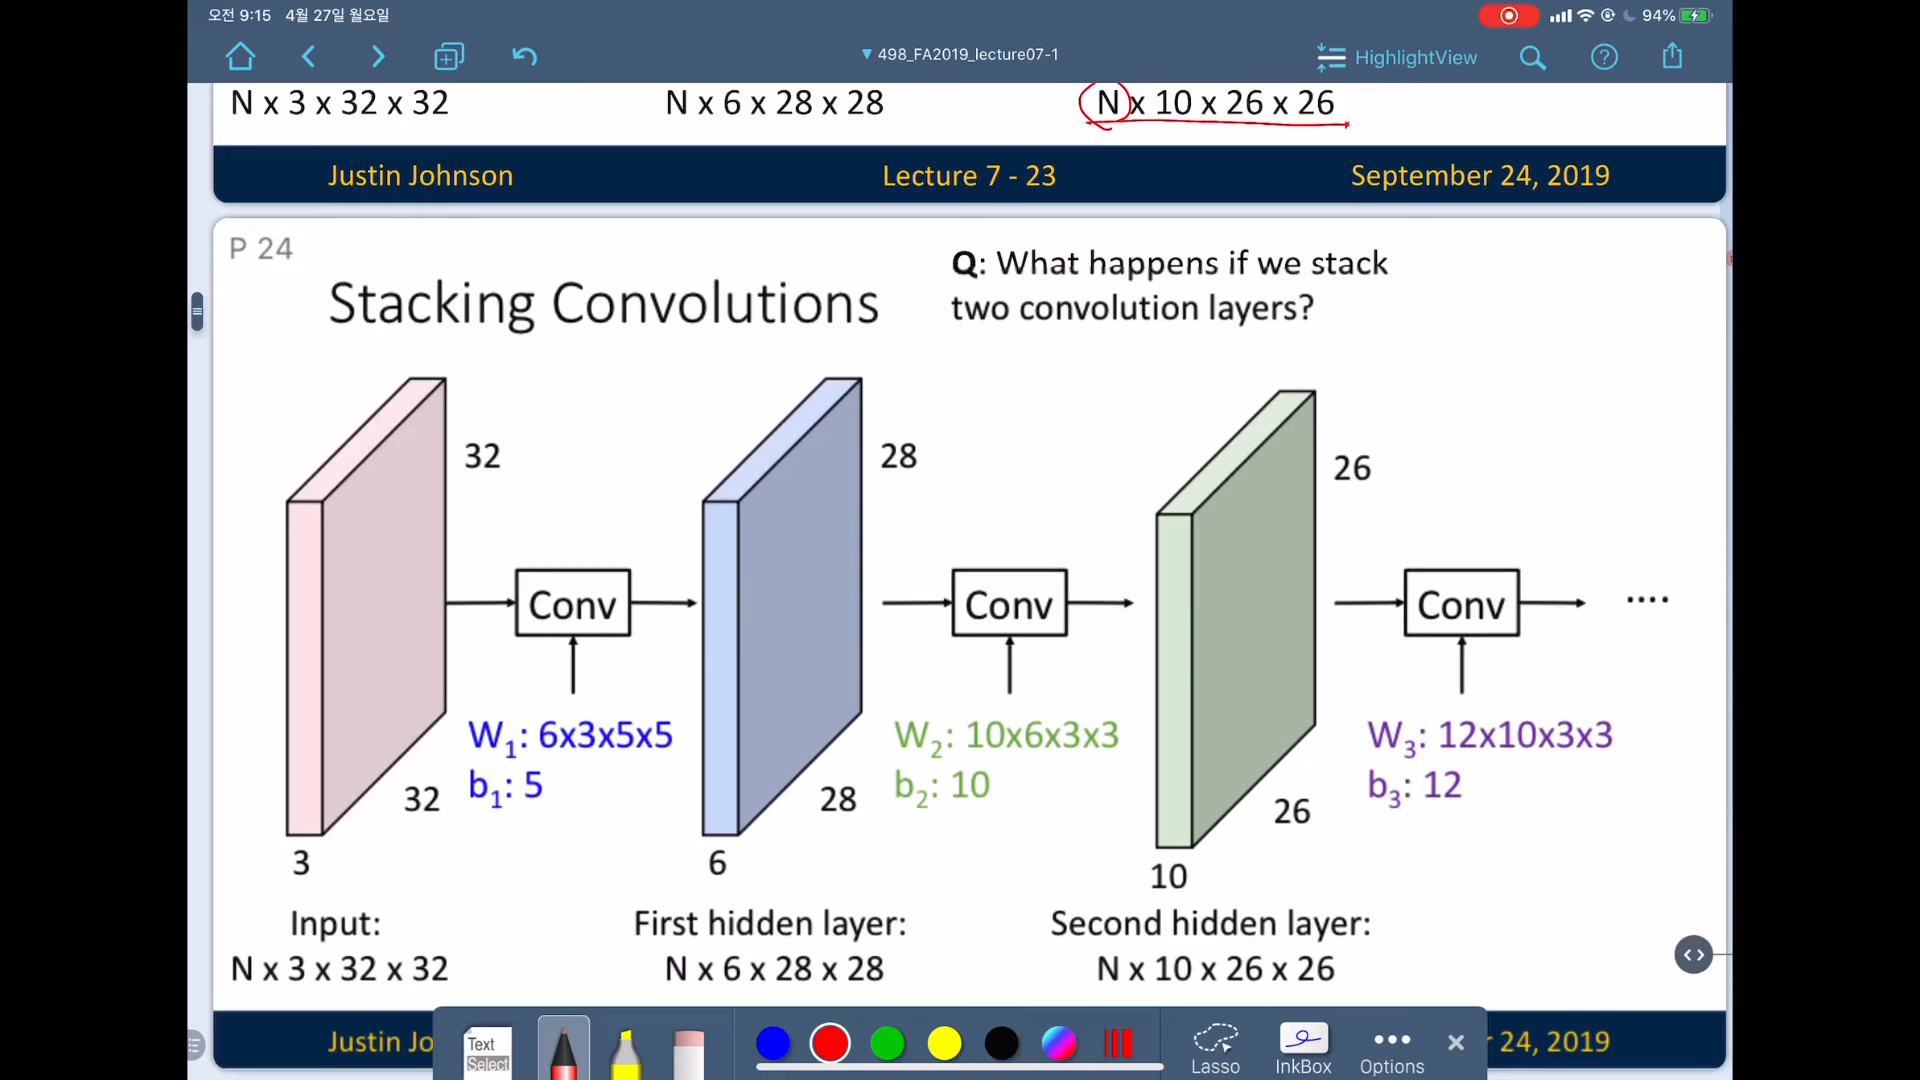 오전 9:15 4월 27일 월요일
94%
498_FA2019_lecture07-1
HighlightView
N x 3 x 32 x 32
N x 6 x 28 x 28
N x 10 x 26 x 26
Justin Johnson
Lecture 7 - 23
September 24, 2019
P 24
Stacking Convolutions
Q: What happens if we stack
two convolution layers?
32
28
26
Conv
Conv
Conv
....
W1: 6x3x5x5
b1: 5
W2: 10x6x3x3
b2: 10
W3: 12x10x3x3
b3: 12
32
28
26
3
6
10
Input:
N x 3 x 32 x 32
First hidden layer:
N x 6 x 28 x 28
Second hidden layer:
N x 10 x 26 x 26
Justin Jo
r 24, 2019
Text
Select
Lasso
InkBox
Options